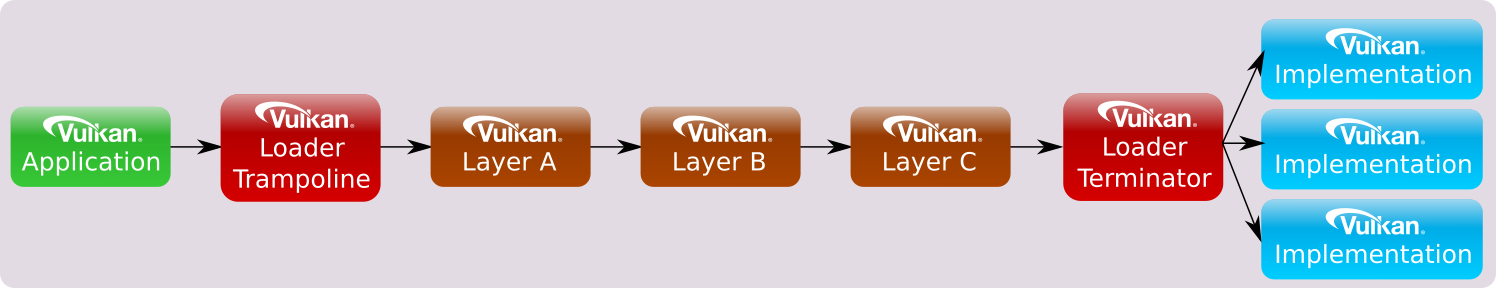 Vulkan®
Application
Vulkan®
Loader
Trampoline
Vulkan®
Layer A
Vulkan®
Layer B
Vulkan®
Layer C
Vulkan®
Loader
Terminator
Vulkan®
Implementation
Vulkan®
Implementation
Vulkan®
Implementation